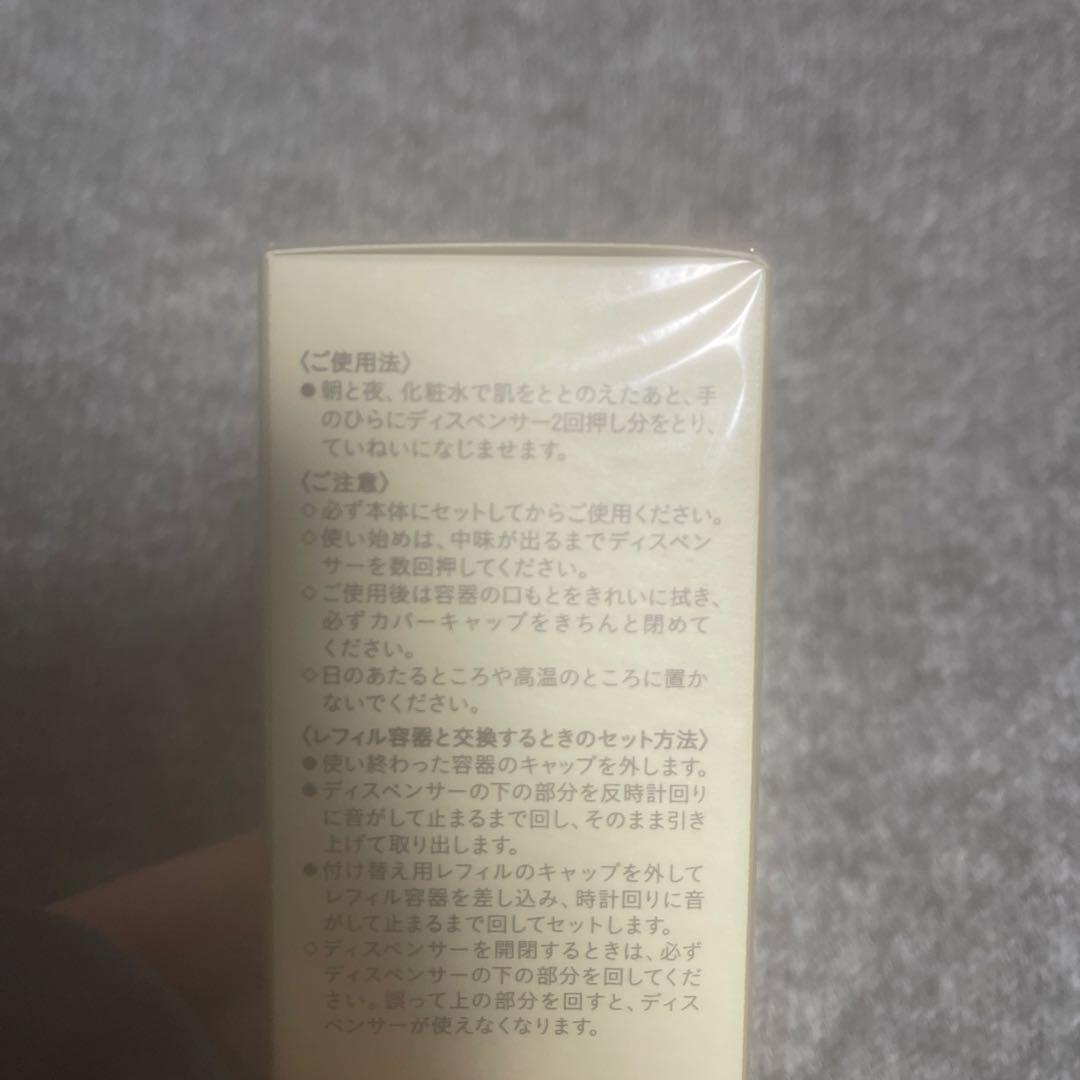 〈ご使用法〉
●朝と夜、化粧水で肌をととのえたあと、手
のひらにディスペンサー2回押し分をとり、
ていねいになじませます。
〈ご注意〉
◇必ず本体にセットしてからご使用ください。
◇使い始めは、中味が出るまでディスペン
サーを数回押してください。
◇ご使用後は容器の口もとをきれいに拭き、
必ずカバーキャップをきちんと閉めて
ください。
◇日のあたるところや高温のところに置か
ないでください。
〈レフィル容器と交換するときのセット方法〉
●使い終わった容器のキャップを外します。
●ディスペンサーの下の部分を反時計回り
に音がして止まるまで回し、そのまま引き
上げて取り出します。
●付け替え用レフィルのキャップを外して
レフィル容器を差し込み、時計回りに音
がして止まるまで回してセットします。
◇ディスペンサーを開閉するときは、必ず
ディスペンサーの下の部分を回してくだ
さい。誤って上の部分を回すと、ディス
ペンサーが使えなくなります。